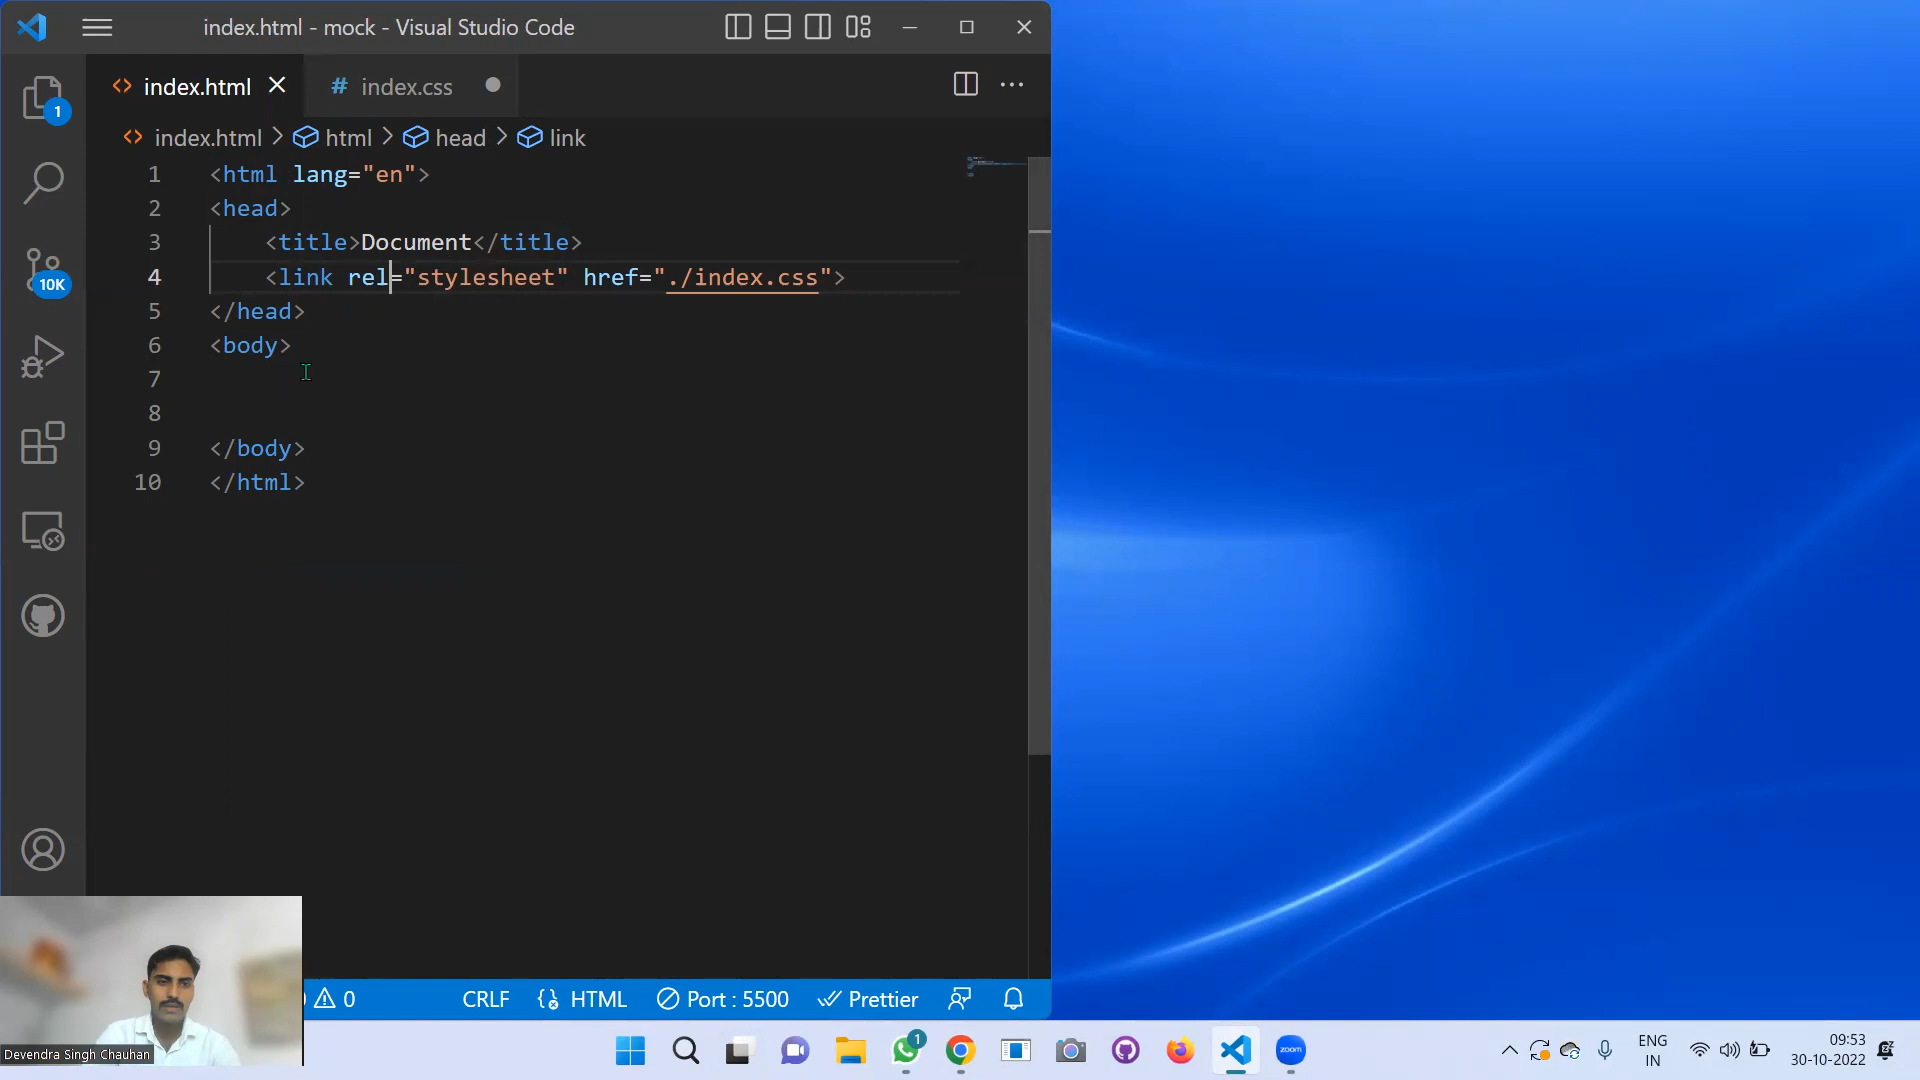 index.html - mock - Visual Studio Code
index.html
# index.css
1
index.html > html > head > link
1 <html lang="en">
2 <head>
3 <title>Document</title>
4 <link rel="stylesheet" href="./index.css">
5 </head>
6 <body>
7
8
9 </body>
10 </html>
10K
0 CRLF HTML Port : 5500 Prettier
Devendra Singh Chauhan
1
zoom
ENG
IN
09:53
30-10-2022